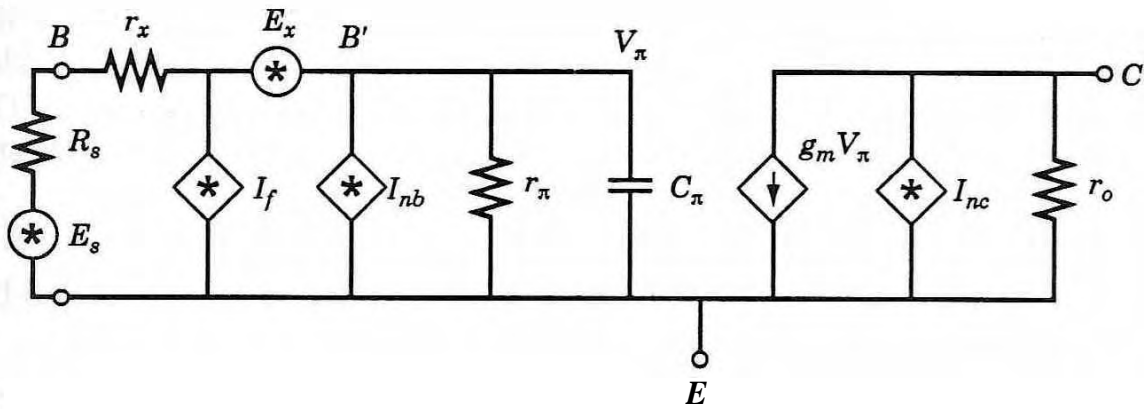 B
r_x
E_x
B'
V_π
C
R_s
E_s
*
*
*
I_f
*
I_nb
r_π
C_π
g_m V_π
*
I_nc
r_o
E